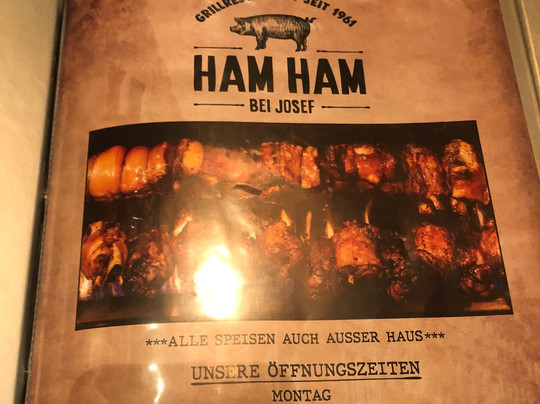 SEIT 1961
HAM HAM
BEI JOSEF
***ALLE SPEISEN AUCH AUSSER HAUS***
UNSERE ÖFFNUNGSZEITEN
MONTAG